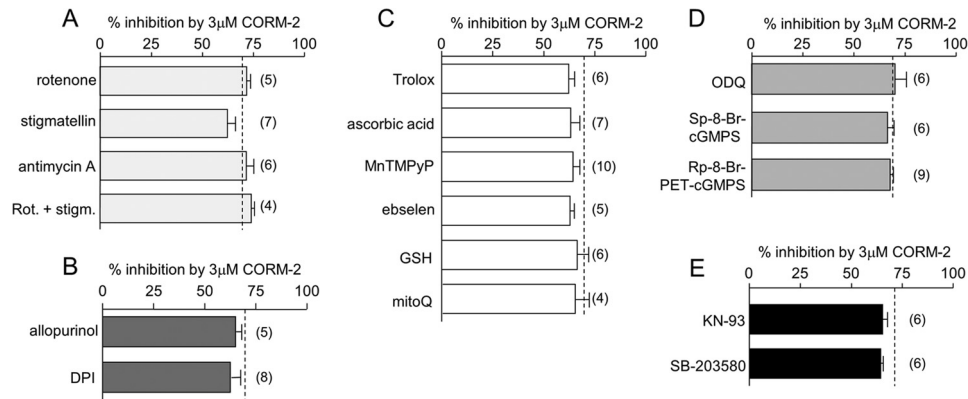 A
% inhibition by 3μM CORM-2
0 25 50 75 100
rotenone (5)
stigmatellin (7)
antimycin A (6)
Rot. + stigm. (4)
B
% inhibition by 3μM CORM-2
0 25 50 75 100
allopurinol (5)
DPI (8)
C
% inhibition by 3μM CORM-2
0 25 50 75 100
Trolox (6)
ascorbic acid (7)
MnTMPyP (10)
ebselen (5)
GSH (6)
mitoQ (4)
D
% inhibition by 3μM CORM-2
0 25 50 75 100
ODQ (6)
Sp-8-Br-
cGMPS (6)
Rp-8-Br-
PET-cGMPS (9)
E
% inhibition by 3μM CORM-2
0 25 50 75 100
KN-93 (6)
SB-203580 (6)